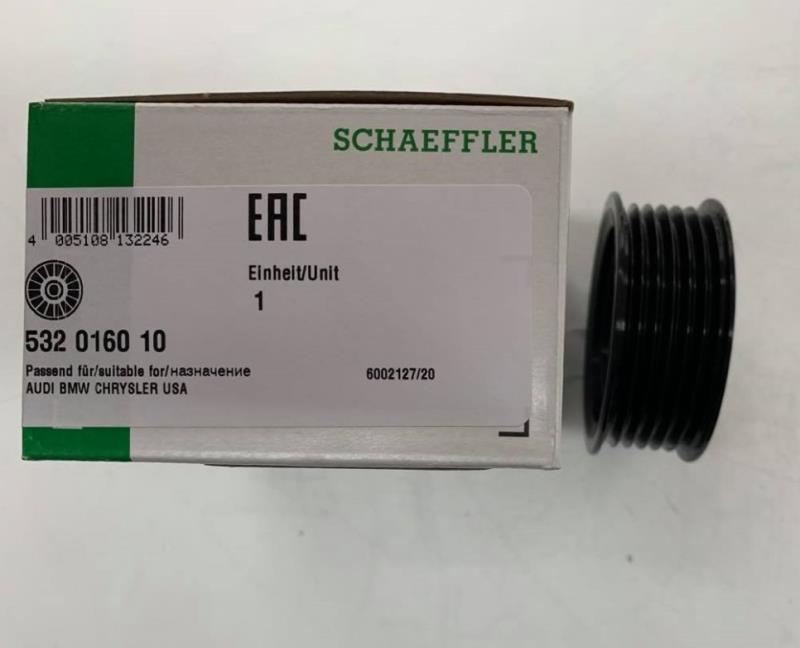 SCHAEFFLER
4 005108 132246
EAC
Einheit/Unit
1
532 0160 10
Passend für/suitable for/назначение
AUDI BMW CHRYSLER USA
6002127/20